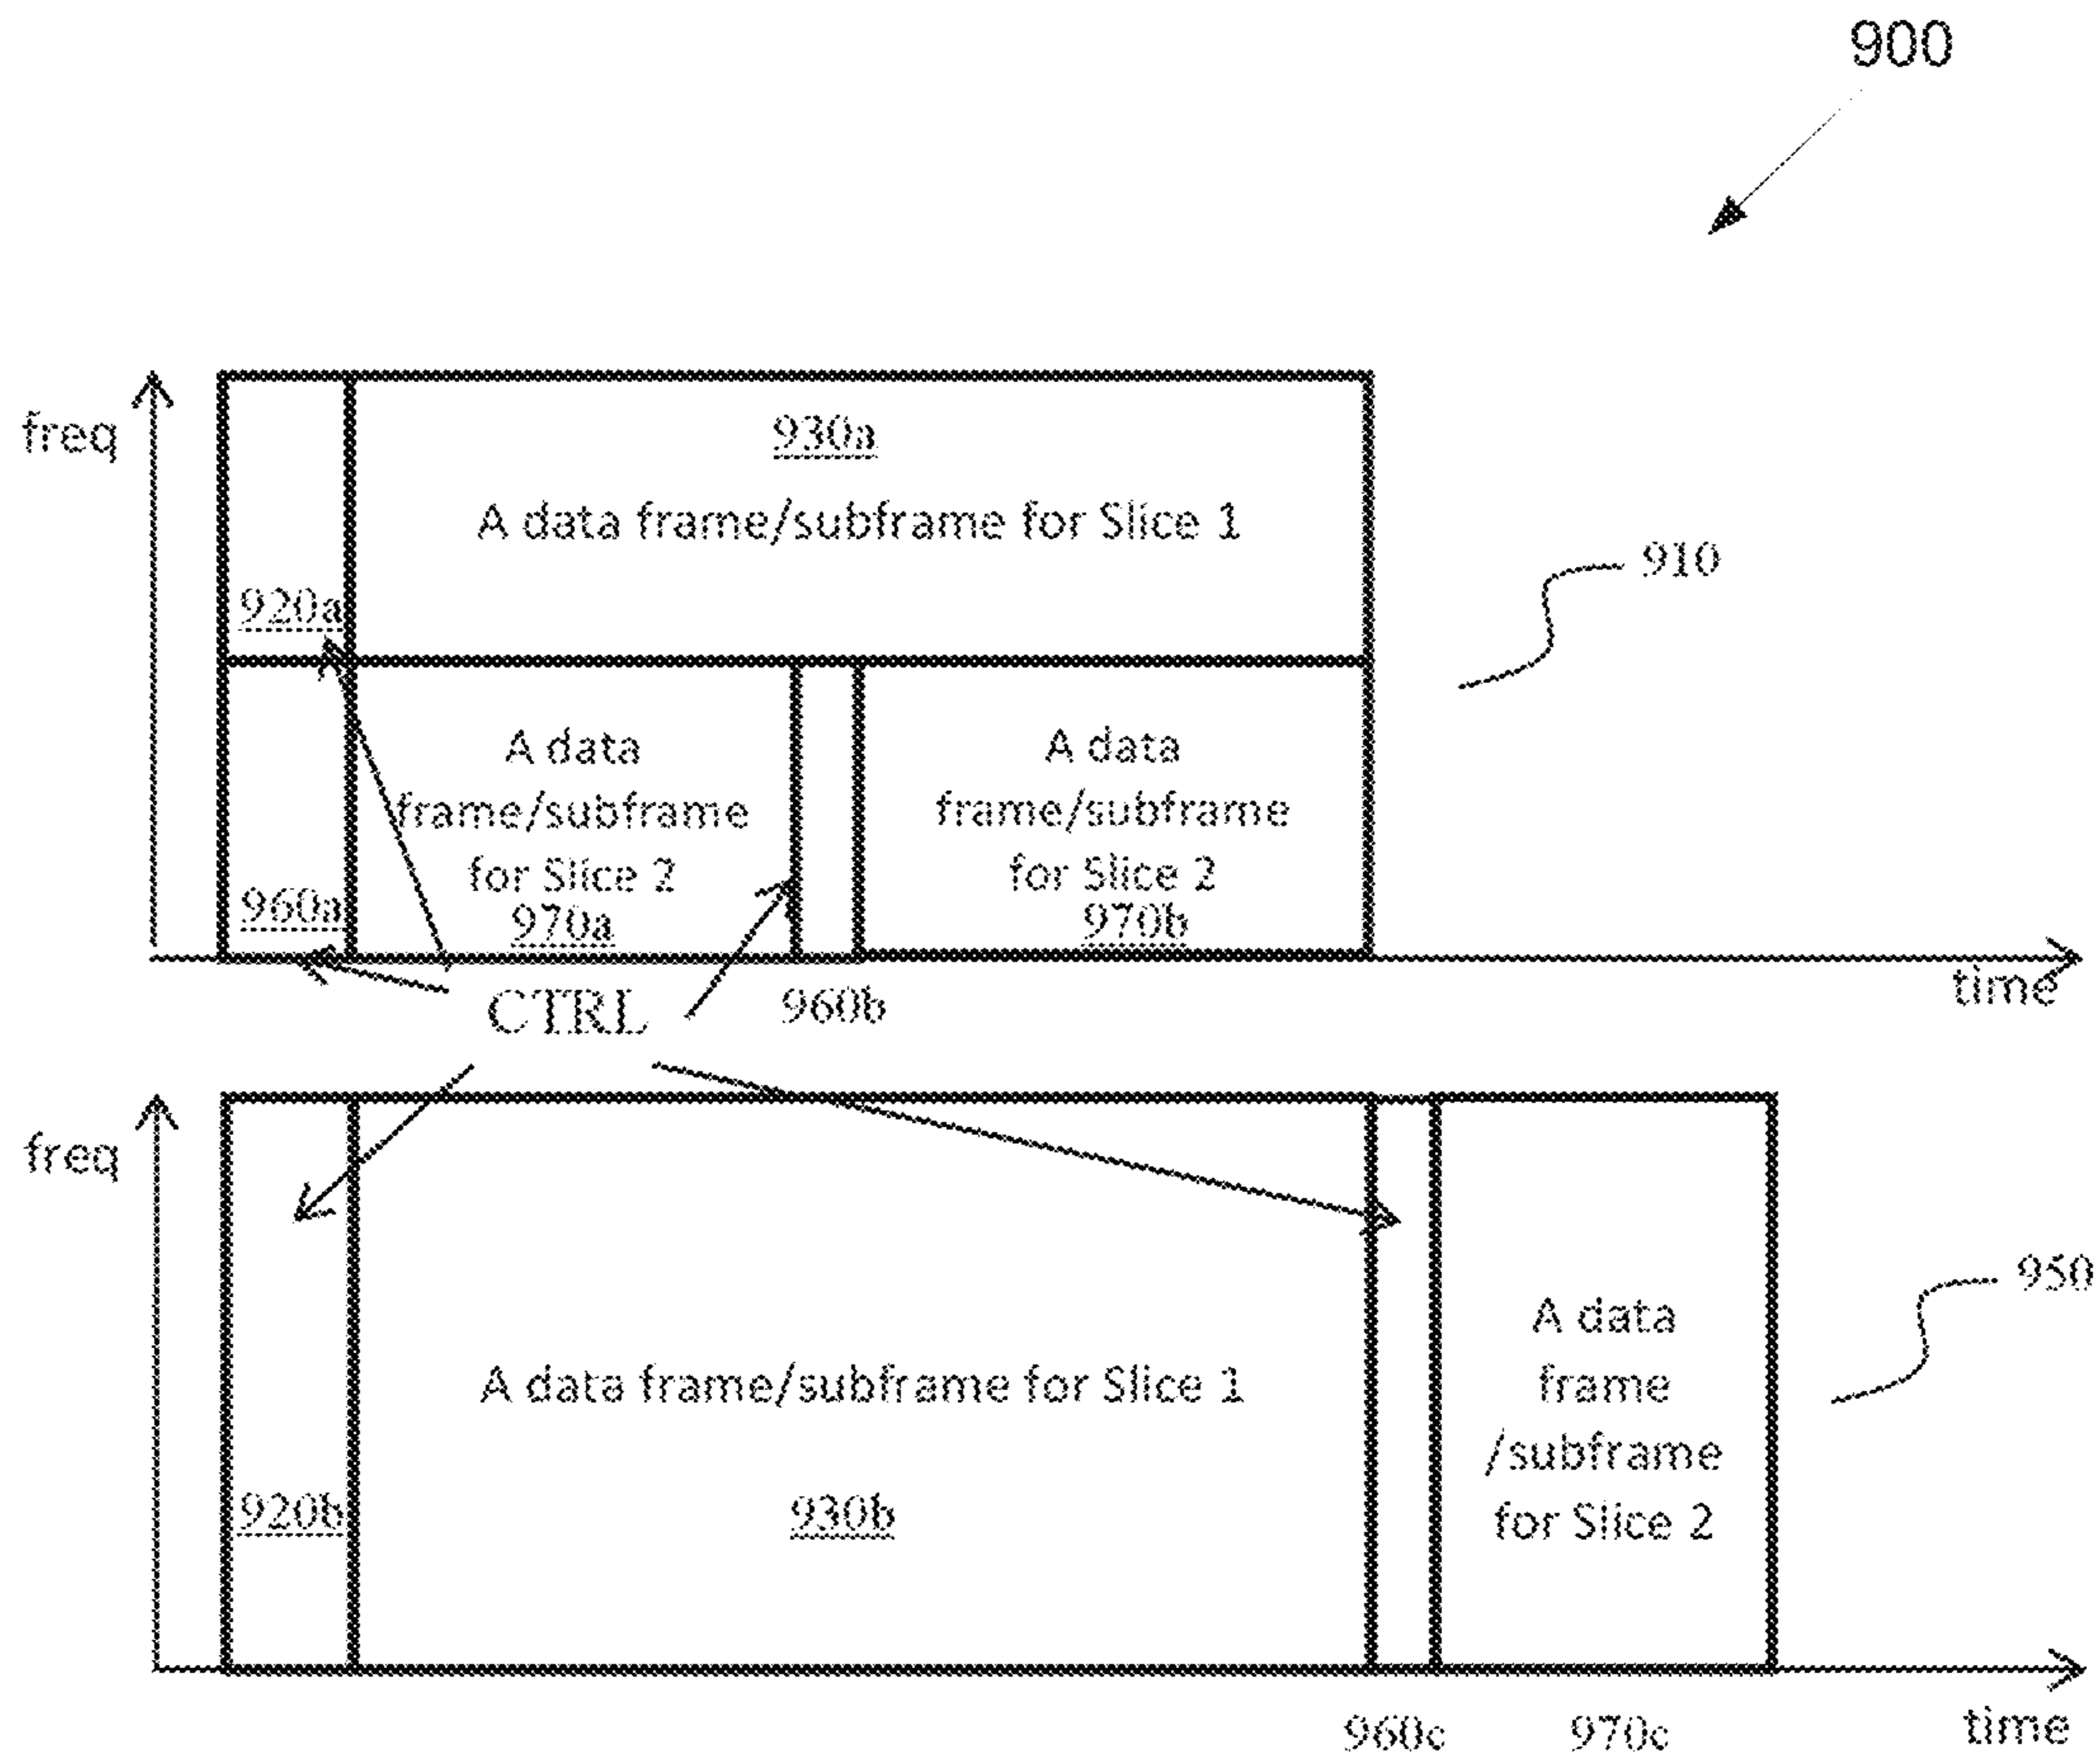 900
freq
930a
A data frame/subframe for Slice 1
910
920a
A data
frame/subframe
for Slice 2
970a
A data
frame/subframe
for Slice 2
970b
960a
time
CTRL
960b
freq
950
A data frame/subframe for Slice 1
930b
920b
A data
frame
/subframe
for Slice 2
960c
970c
time